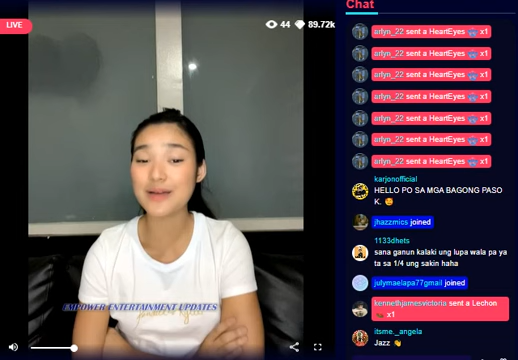 Chat
LIVE
44 89.72k
arlyn_22 sent a HeartEyes x1
arlyn_22 sent a HeartEyes x1
arlyn_22 sent a HeartEyes x1
arlyn_22 sent a HeartEyes x1
arlyn_22 sent a HeartEyes x1
arlyn_22 sent a HeartEyes x1
arlyn_22 sent a HeartEyes x1
karjonofficial
HELLO PO SA MGA BAGONG PASO
K. 😍
jhazzmics joined
1133dhets
sana ganun kalaki ung lupa wala pa ya
ta sa 1/4 ung sakin haha
julymaelapa77gmail joined
kennethjamesvictoria sent a Lechon
x1
itsme._angela
Jazz 👋
EMPOWER ENTERTAINMENT UPDATES